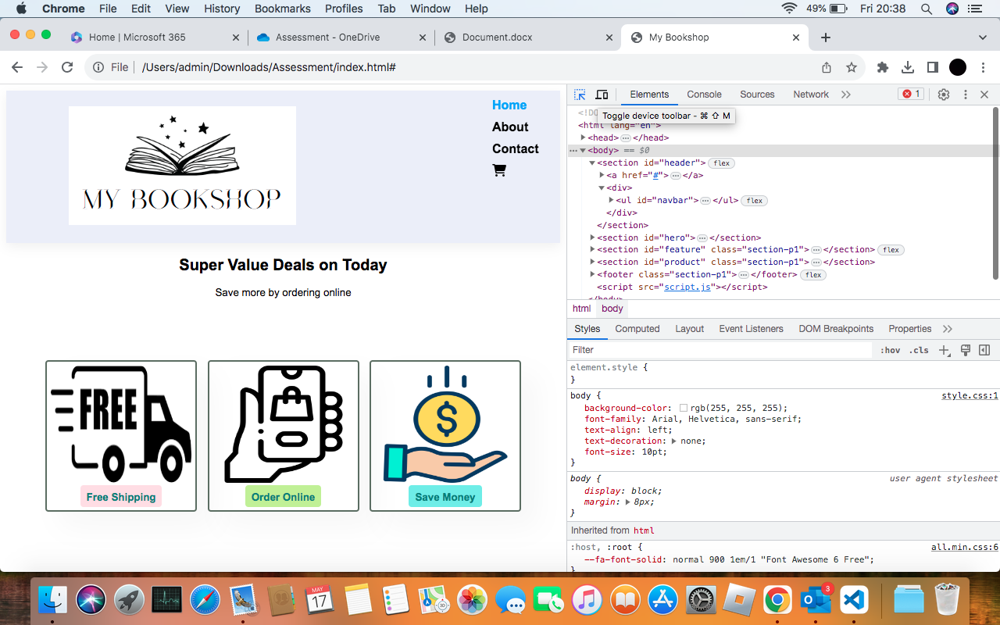 Chrome File Edit View History Bookmarks Profiles Tab Window Help 49% Fri 20:38
Home | Microsoft 365 Assessment - OneDrive Document.docx My Bookshop
File /Users/admin/Downloads/Assessment/index.html#
Home
About
Contact
MY BOOKSHOP
Super Value Deals on Today
Save more by ordering online
FREE
Free Shipping
Order Online
$
Save Money
Elements Console Sources Network 1
Toggle device toolbar - ⌘ ⇧ M
<html lang="en">
<head>…</head>
<body> == $0
<section id="header"> flex
<a href="#">…</a>
<div>
<ul id="navbar">…</ul> flex
</div>
</section>
<section id="hero">…</section>
<section id="feature" class="section-p1">…</section> flex
<section id="product" class="section-p1">…</section>
<footer class="section-p1">…</footer> flex
<script src="script.js"></script>
</body>
html body
Styles Computed Layout Event Listeners DOM Breakpoints Properties
Filter :hov .cls
element.style {
}
body { style.css:1
background-color: rgb(255, 255, 255);
font-family: Arial, Helvetica, sans-serif;
text-align: left;
text-decoration: none;
font-size: 10pt;
}
body { user agent stylesheet
display: block;
margin: 8px;
}
Inherited from html
:host, :root { all.min.css:6
--fa-font-solid: normal 900 1em/1 "Font Awesome 6 Free";
}
MAY
17
3